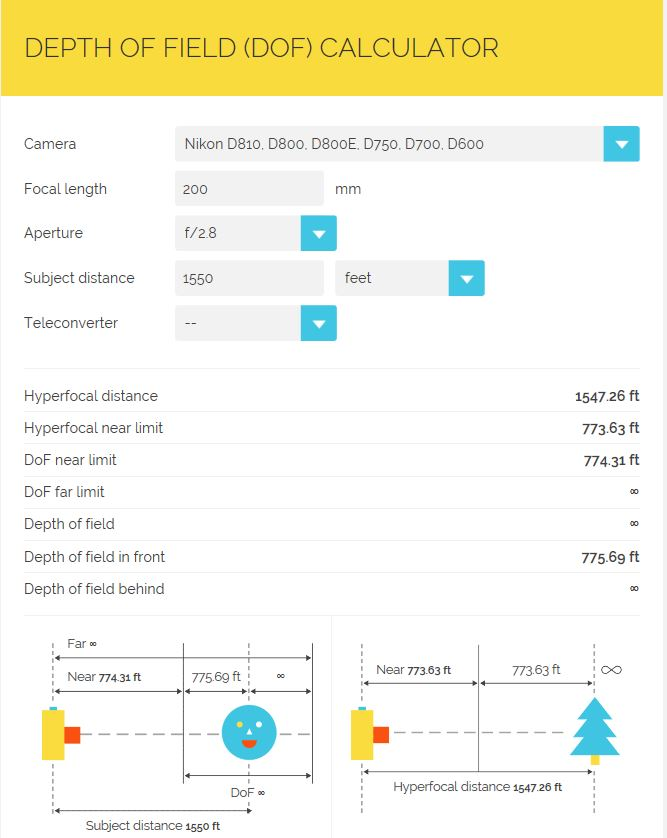 DEPTH OF FIELD (DOF) CALCULATOR
Camera Nikon D810, D800, D800E, D750, D700, D600
Focal length 200 mm
Aperture f/2.8
Subject distance 1550 feet
Teleconverter --
Hyperfocal distance 1547.26 ft
Hyperfocal near limit 773.63 ft
DoF near limit 774.31 ft
DoF far limit ∞
Depth of field ∞
Depth of field in front 775.69 ft
Depth of field behind ∞
Far ∞
Near 774.31 ft 775.69 ft ∞
DoF ∞
Subject distance 1550 ft
Near 773.63 ft 773.63 ft ∞
Hyperfocal distance 1547.26 ft